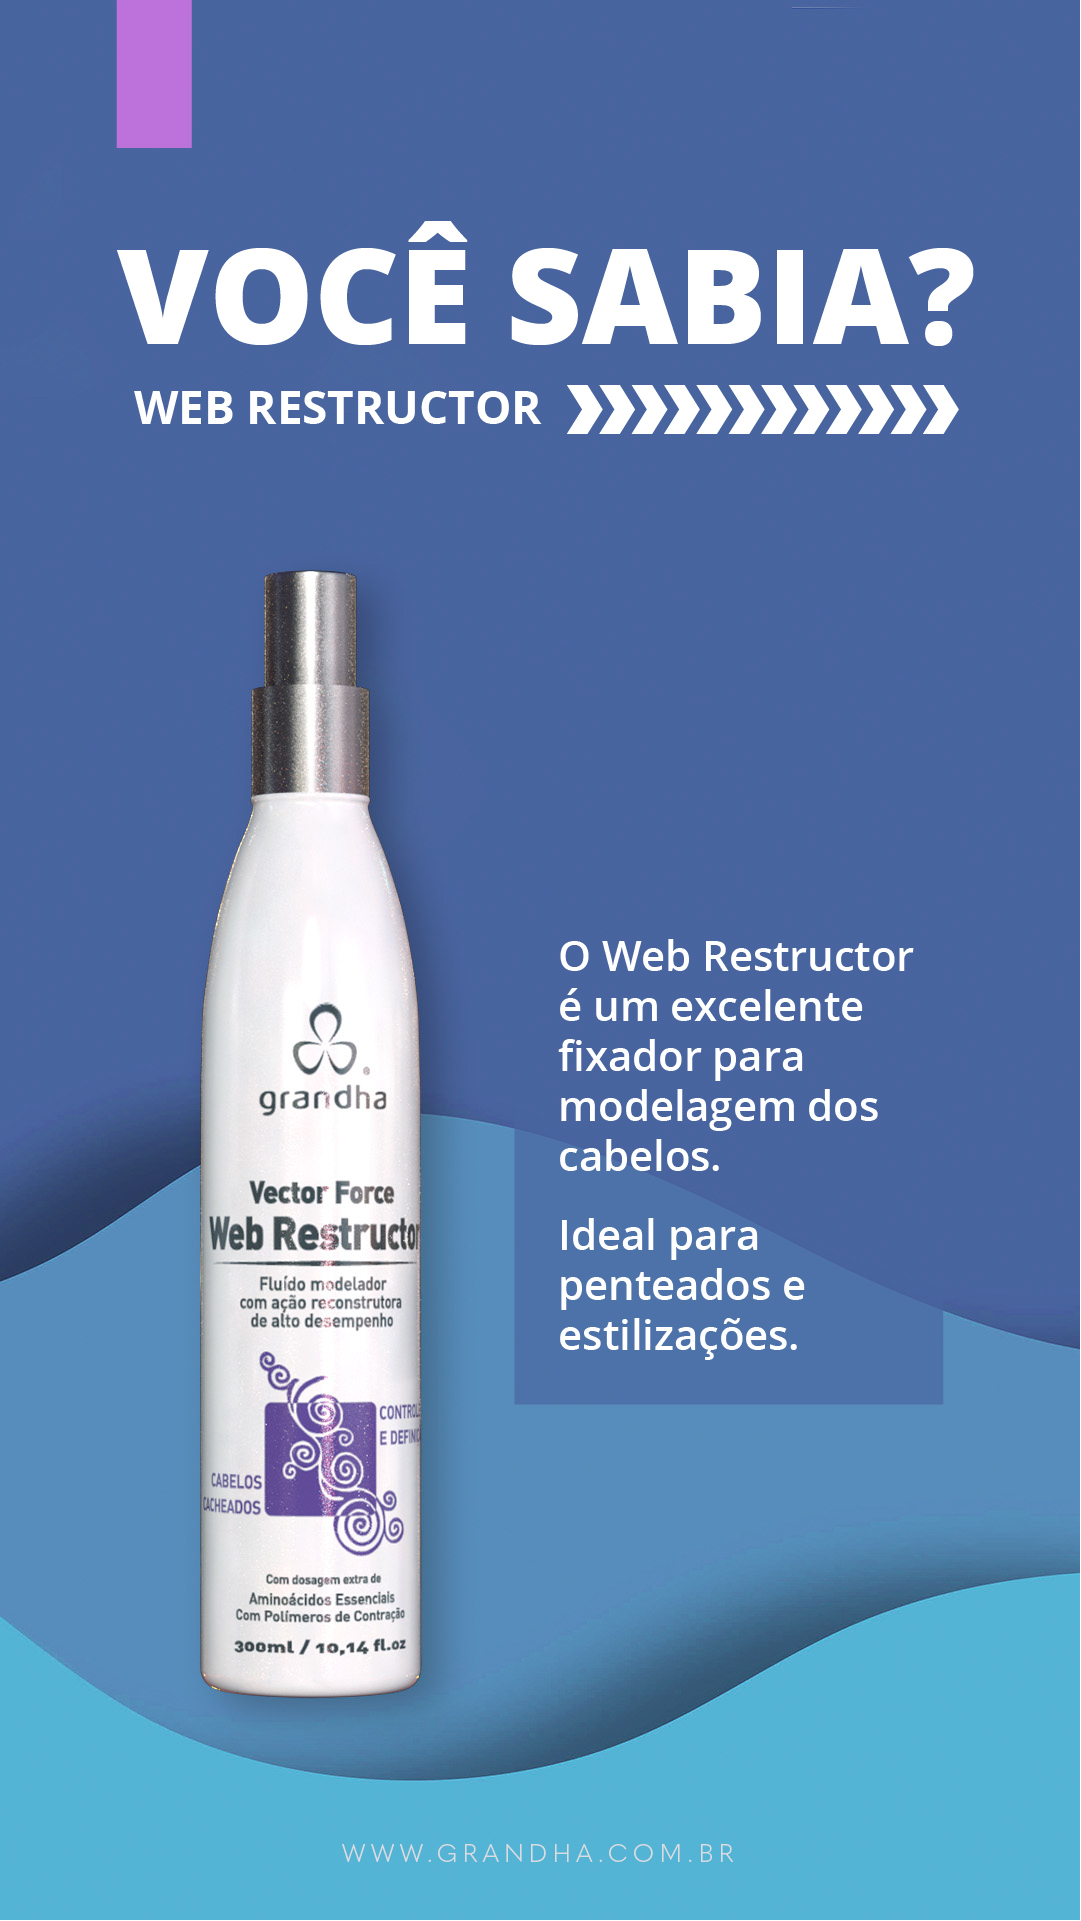 VOCÊ SABIA?
WEB RESTRUCTOR
O Web Restructor
é um excelente
fixador para
modelagem dos
cabelos.
Ideal para
penteados e
estilizações.
®
grandha
Vector Force
Web Restructor
Fluído modelador
com ação reconstrutora
de alto desempenho
CONTROLE
E DEFINIÇ
CABELOS
CACHEADOS
Com dosagem extra de
Aminoácidos Essenciais
Com Polímeros de Contração
300ml / 10,14 fl.oz
WWW.GRANDHA.COM.BR